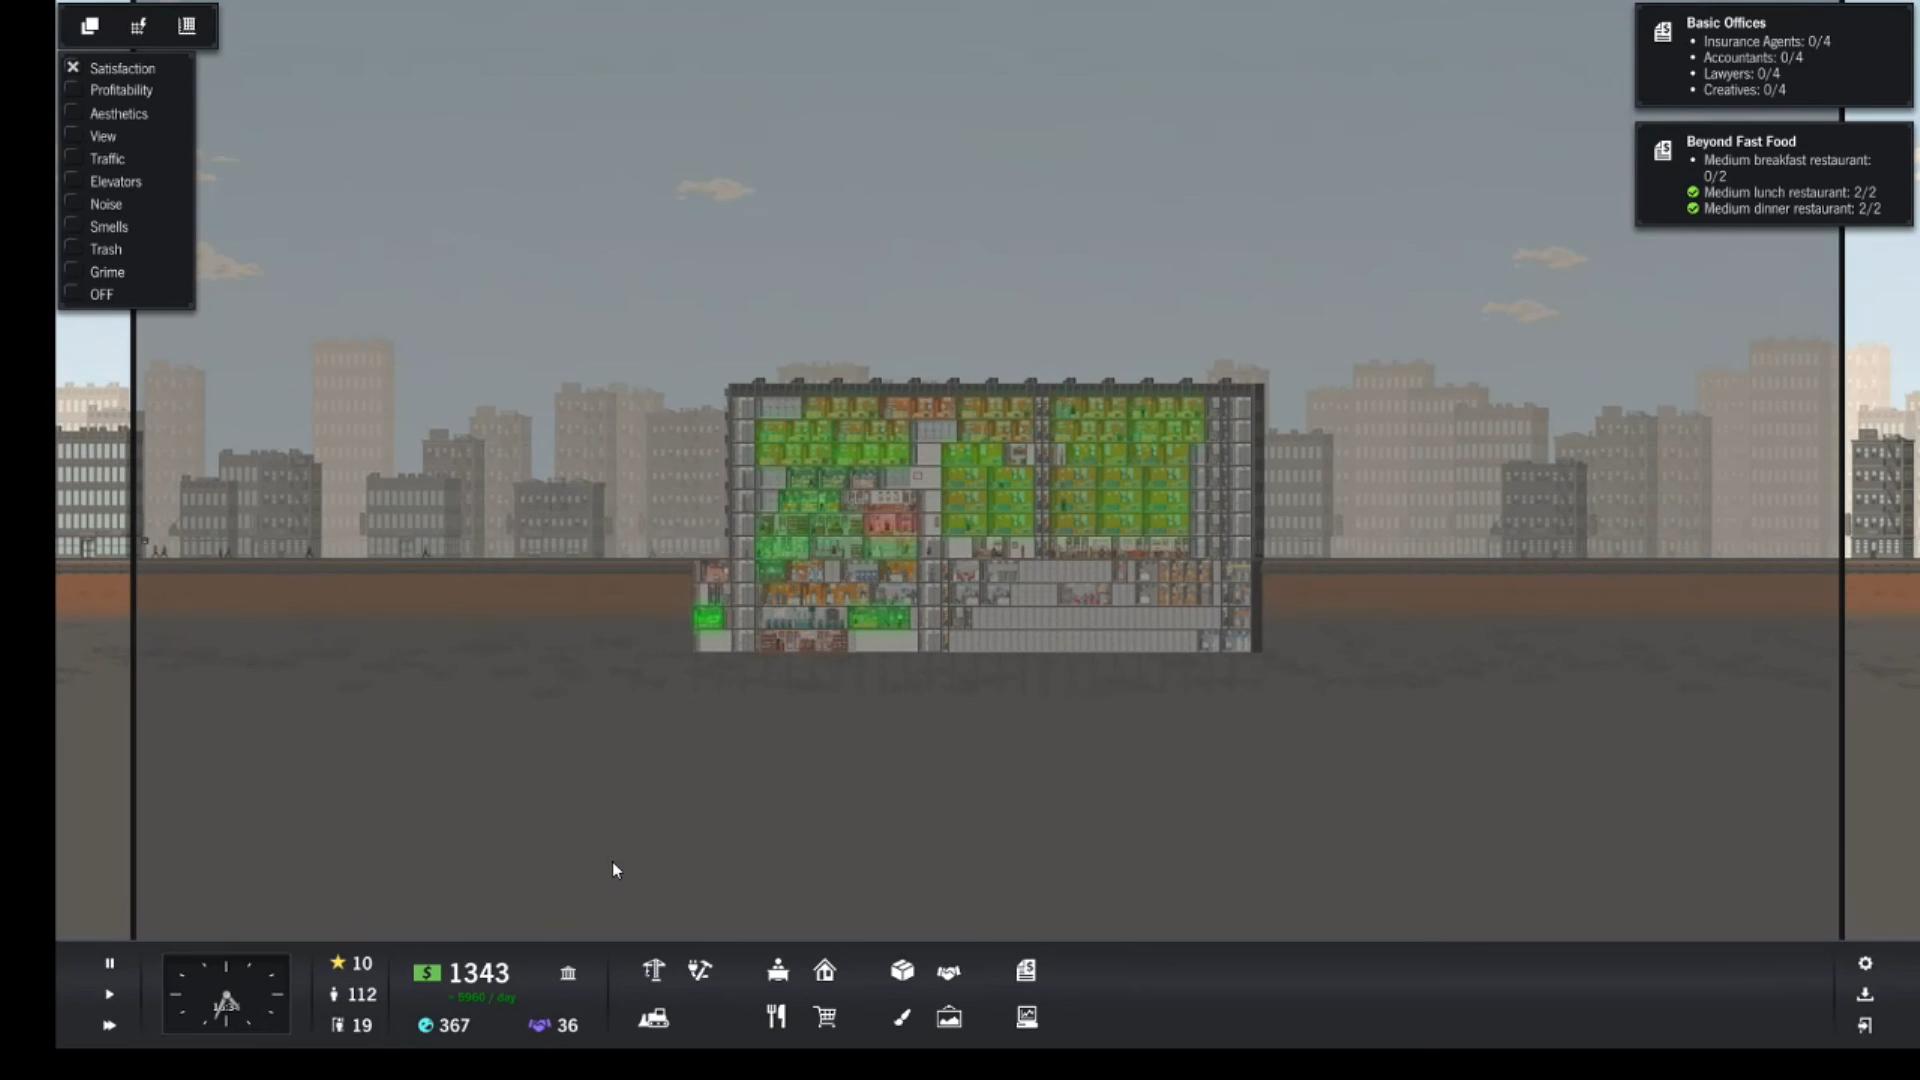 Satisfaction
Profitability
Aesthetics
View
Traffic
Elevators
Noise
Smells
Trash
Grime
OFF
Basic Offices
Insurance Agents: 0/4
Accountants: 0/4
Lawyers: 0/4
Creatives: 0/4
Beyond Fast Food
Medium breakfast restaurant:
0/2
Medium lunch restaurant: 2/2
Medium dinner restaurant: 2/2
10
112
19
$ 1343
5960 / day
367
36